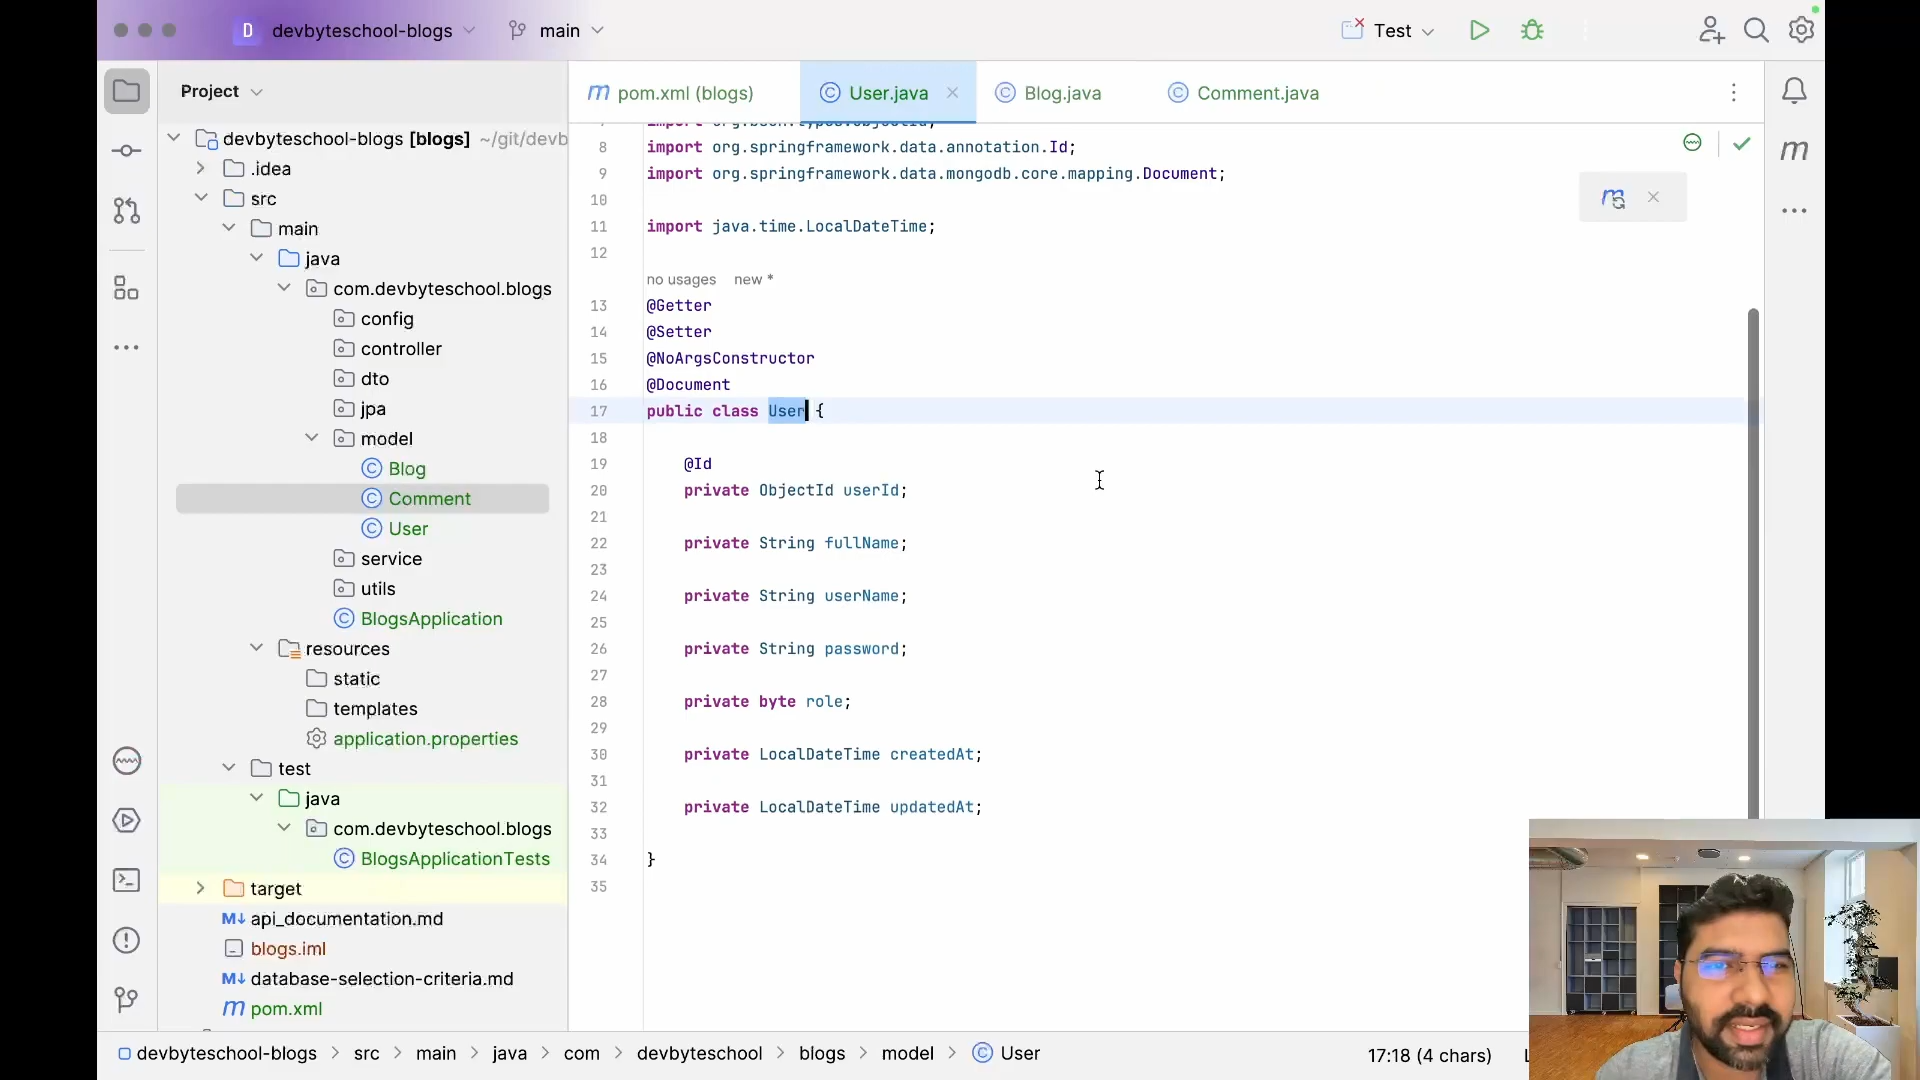 D devbyteschool-blogs main Test
Project
pom.xml (blogs) User.java Blog.java Comment.java
devbyteschool-blogs [blogs] ~/git/devb
.idea
src
main
java
com.devbyteschool.blogs
config
controller
dto
jpa
model
Blog
Comment
User
service
utils
BlogsApplication
resources
static
templates
application.properties
test
java
com.devbyteschool.blogs
BlogsApplicationTests
target
api_documentation.md
blogs.iml
database-selection-criteria.md
pom.xml
8 import org.springframework.data.annotation.Id;
9 import org.springframework.data.mongodb.core.mapping.Document;
10
11 import java.time.LocalDateTime;
12
no usages new *
13 @Getter
14 @Setter
15 @NoArgsConstructor
16 @Document
17 public class User {
18
19 @Id
20 private ObjectId userId;
21
22 private String fullName;
23
24 private String userName;
25
26 private String password;
27
28 private byte role;
29
30 private LocalDateTime createdAt;
31
32 private LocalDateTime updatedAt;
33
34 }
35
devbyteschool-blogs > src > main > java > com > devbyteschool > blogs > model > User 17:18 (4 chars)